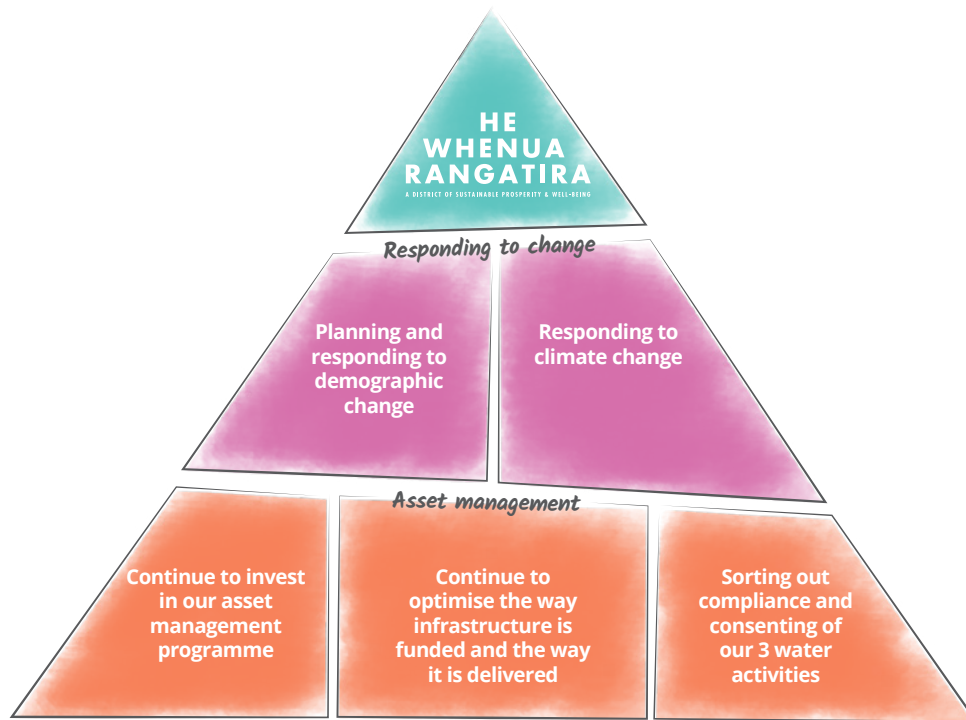 HE
WHENUA
RANGATIRA
A DISTRICT OF SUSTAINABLE PROSPERITY & WELL-BEING
Responding to change
Planning and
responding to
demographic
change
Responding to
climate change
Asset management
Continue to invest
in our asset
management
programme
Continue to
optimise the way
infrastructure is
funded and the way
it is delivered
Sorting out
compliance and
consenting of
our 3 water
activities